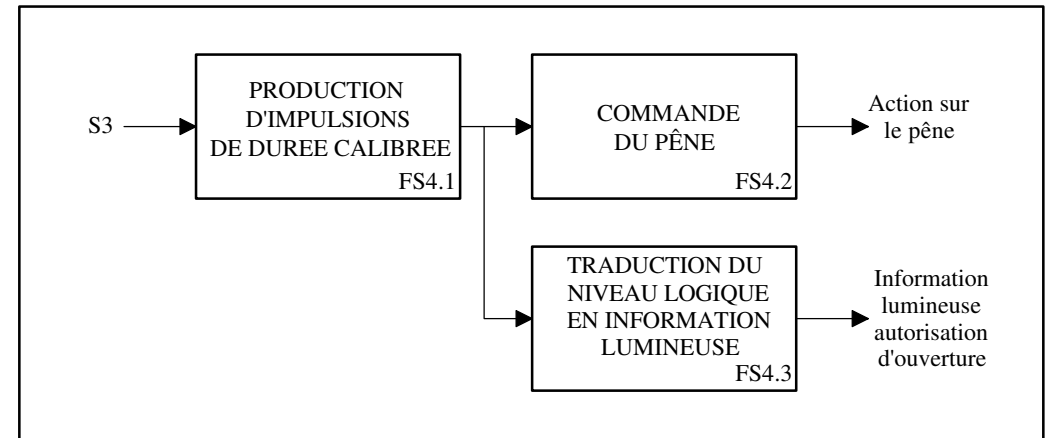 S3
PRODUCTION
D'IMPULSIONS
DE DUREE CALIBREE
FS4.1
COMMANDE
DU PÊNE
FS4.2
Action sur
le pêne
TRADUCTION DU
NIVEAU LOGIQUE
EN INFORMATION
LUMINEUSE
FS4.3
Information
lumineuse
autorisation
d'ouverture